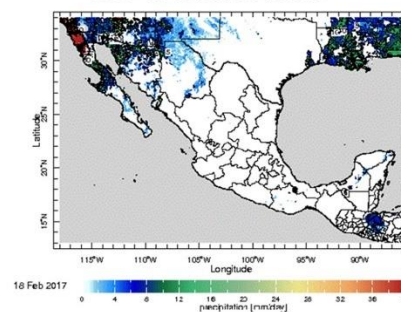 30°N
25°N
20°N
15°N
Latitude
115°W 110°W 105°W 100°W 95°W 90°W
Longitude
18 Feb 2017
0 4 8 12 16 20 24 28 32 36
precipitation [mm/day]